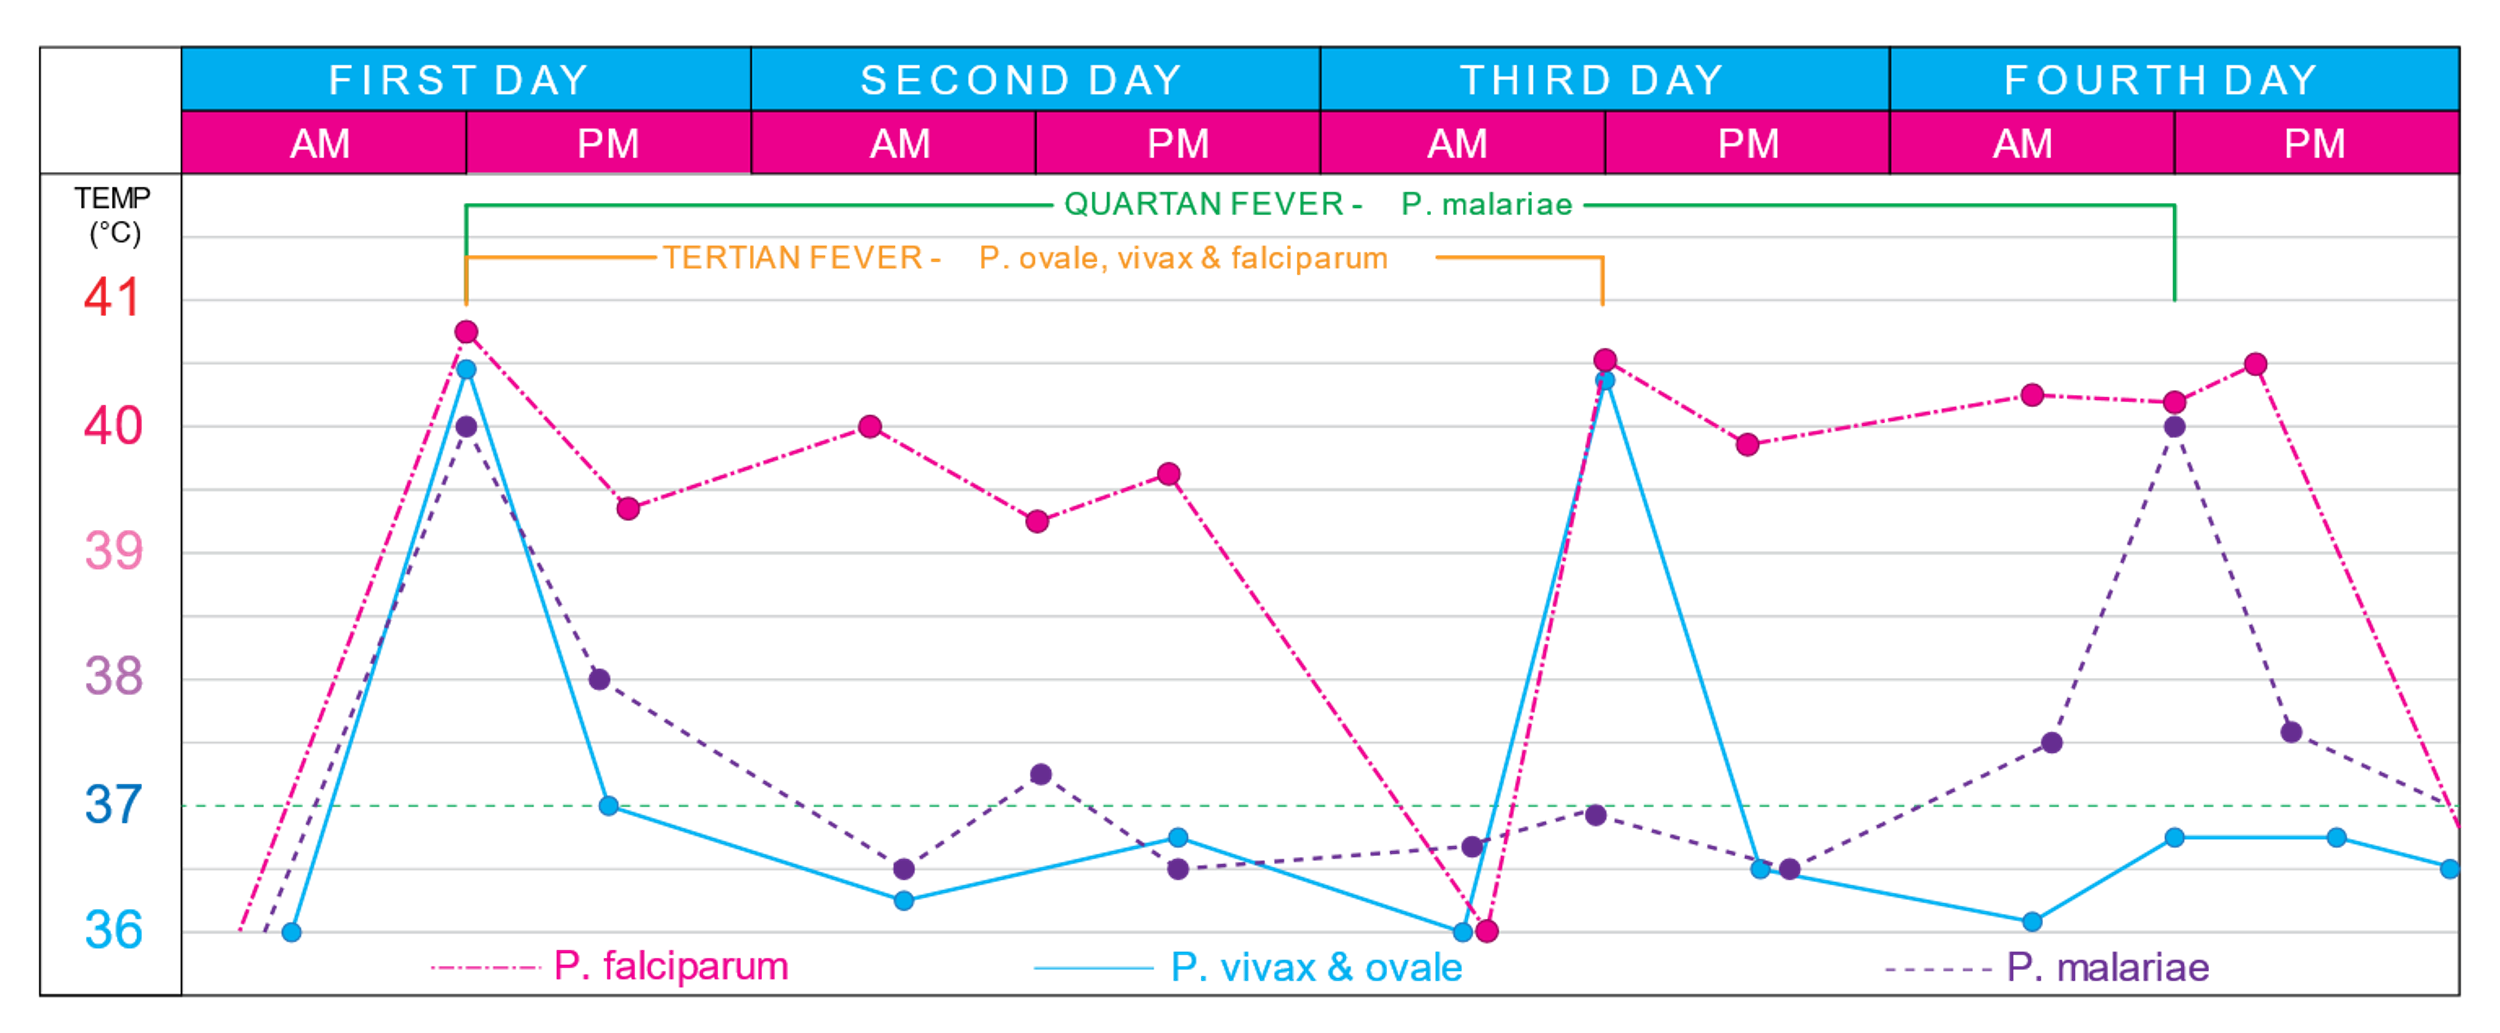 FIRST DAY SECOND DAY THIRD DAY FOURTH DAY
AM PM AM PM AM PM AM PM
TEMP
(°C)
QUARTAN FEVER - P. malariae
TERTIAN FEVER - P. ovale, vivax & falciparum
41
40
39
38
37
36
P. falciparum P. vivax & ovale P. malariae